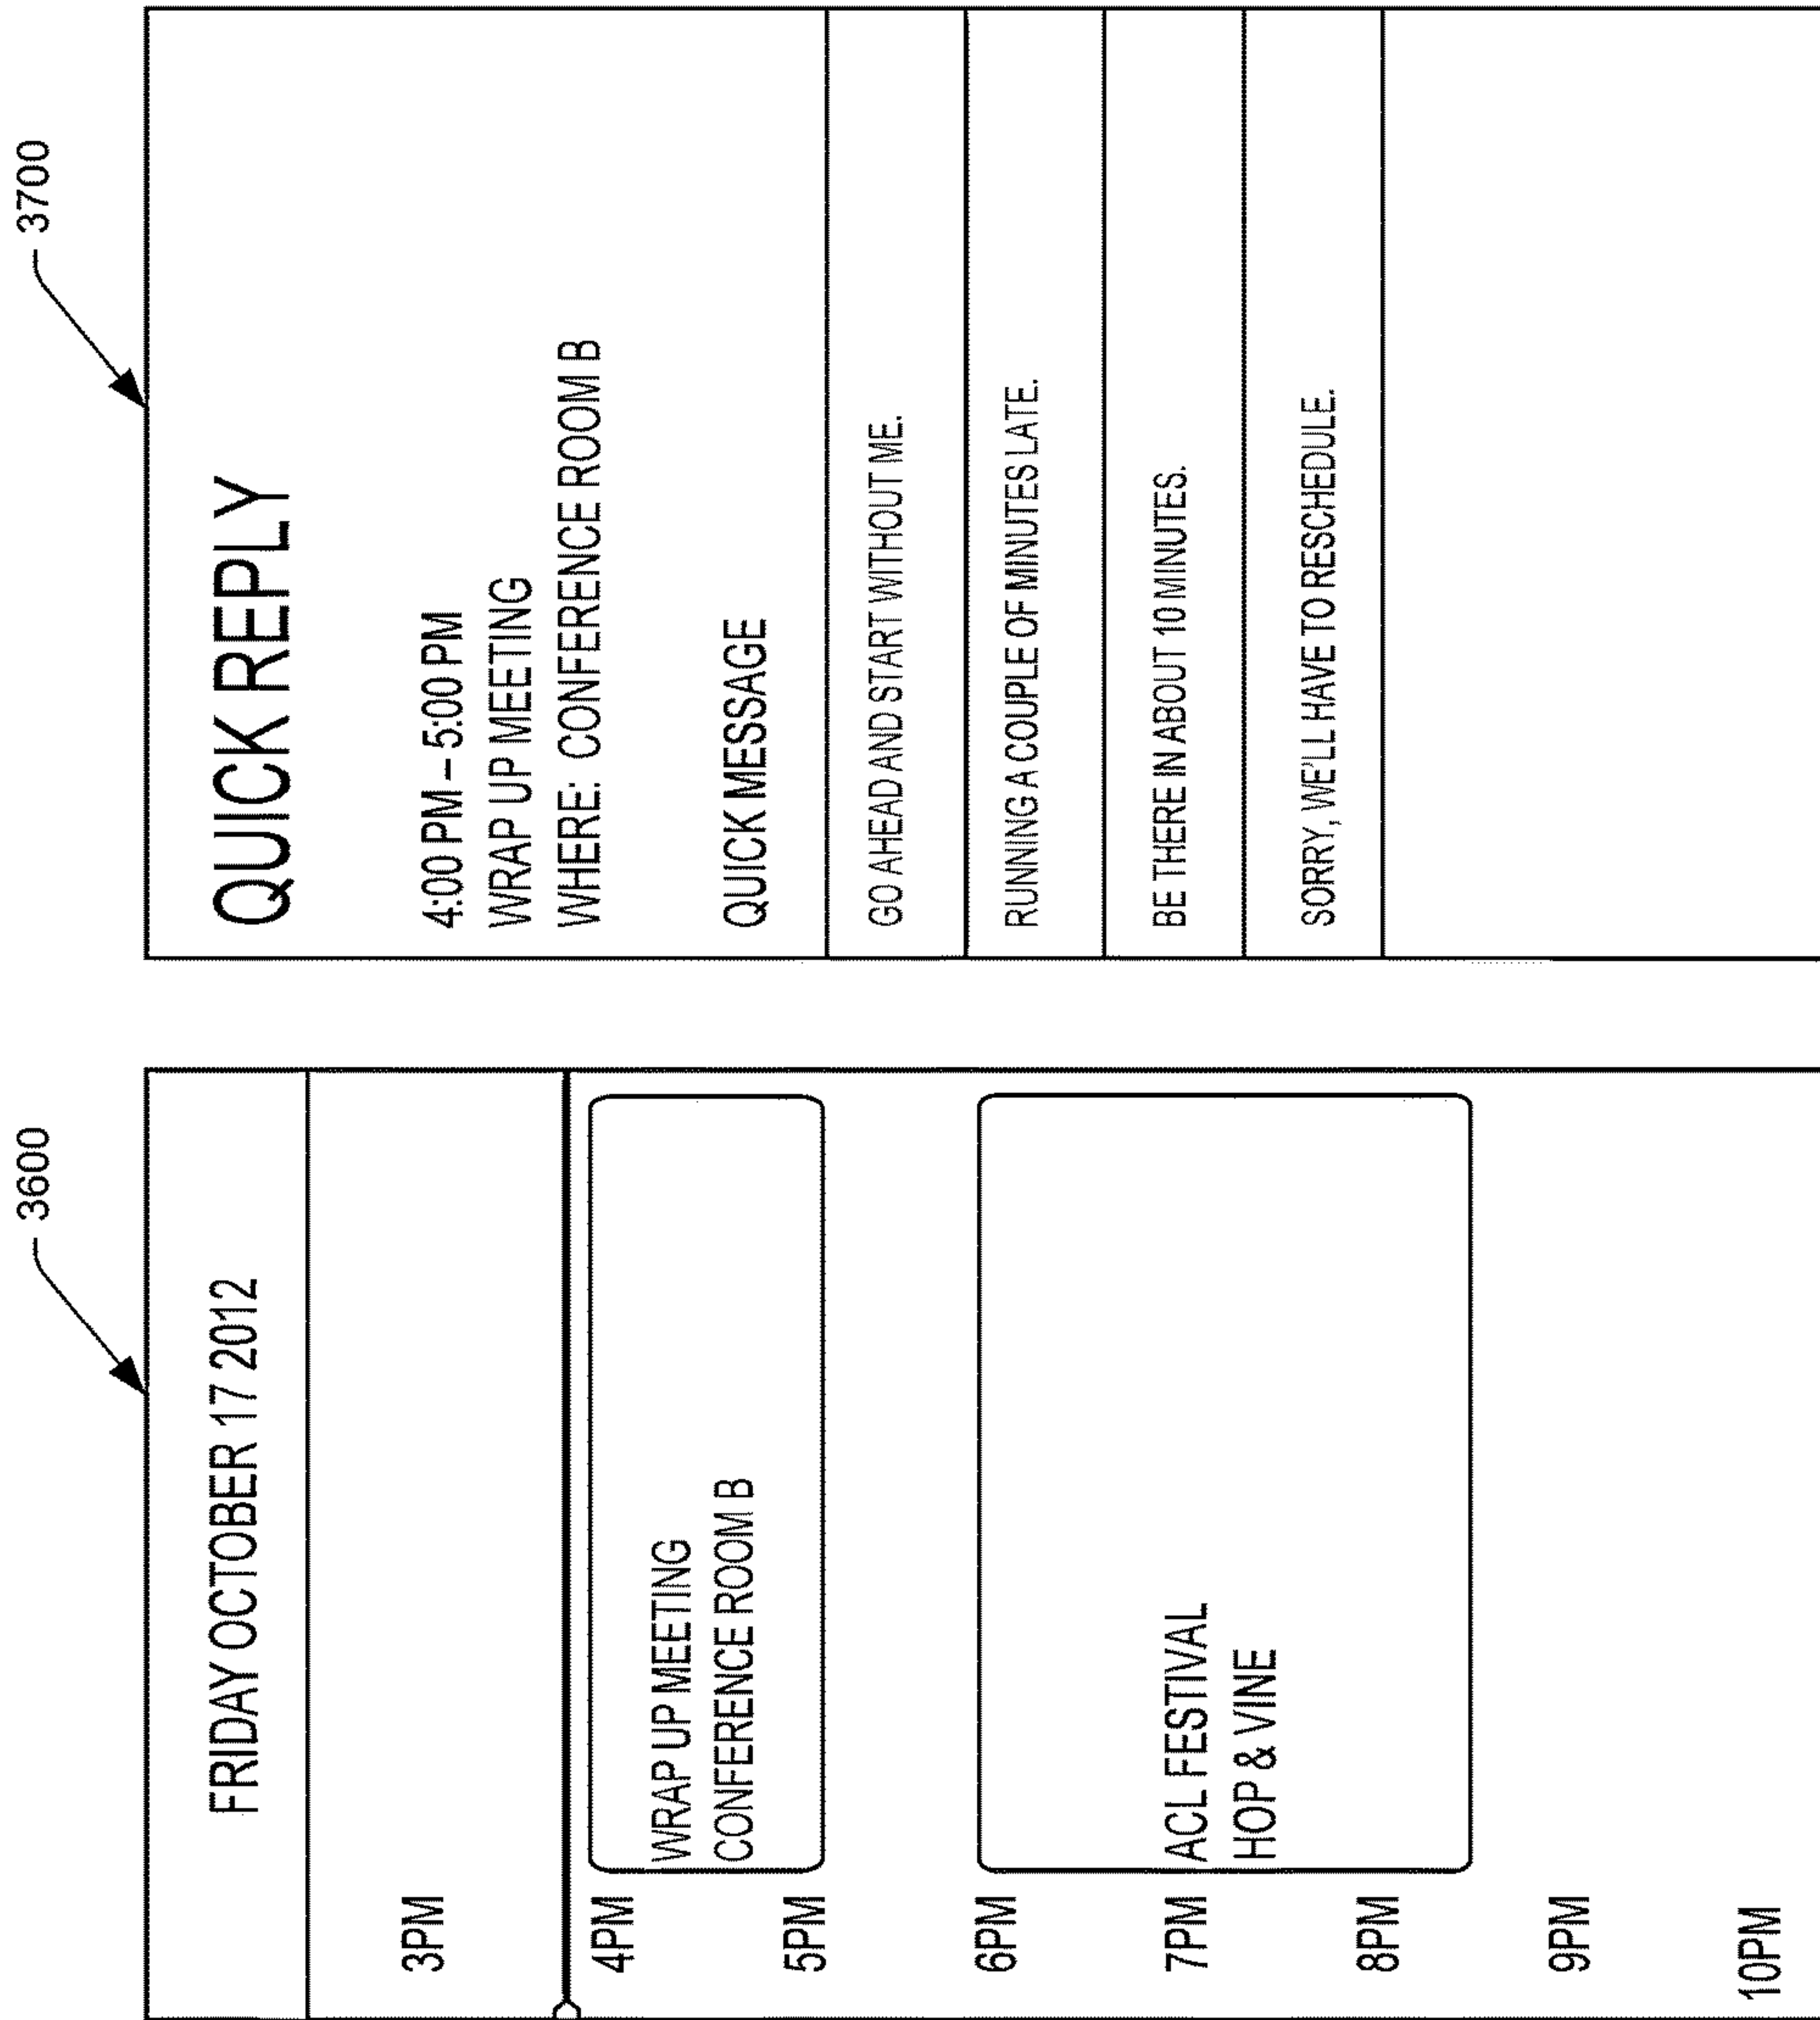 3600
FRIDAY OCTOBER 17 2012
3PM
4PM
WRAP UP MEETING
CONFERENCE ROOM B
5PM
6PM
7PM ACL FESTIVAL
HOP & VINE
8PM
9PM
10PM
3700
QUICK REPLY
4:00 PM – 5:00 PM
WRAP UP MEETING
WHERE: CONFERENCE ROOM B
QUICK MESSAGE
GO AHEAD AND START WITHOUT ME.
RUNNING A COUPLE OF MINUTES LATE.
BE THERE IN ABOUT 10 MINUTES.
SORRY, WE'LL HAVE TO RESCHEDULE.